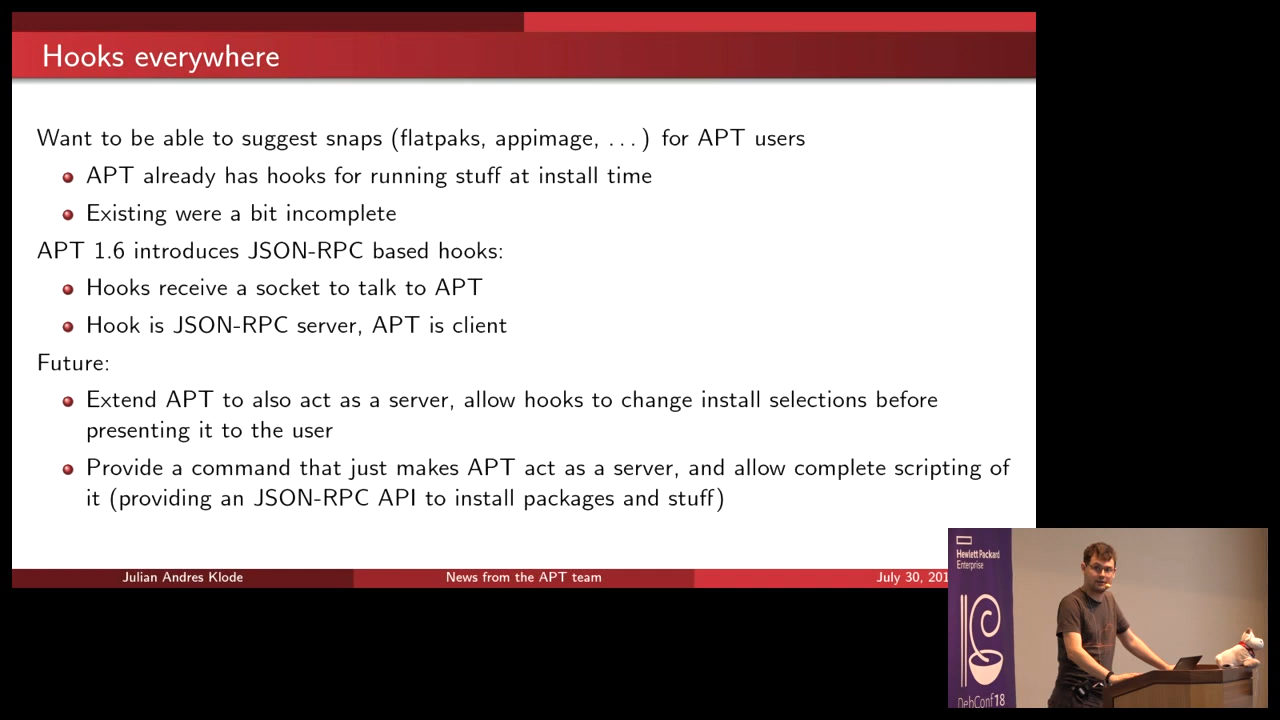 Hooks everywhere
Want to be able to suggest snaps (flatpaks, appimage, . . . ) for APT users
APT already has hooks for running stuff at install time
Existing were a bit incomplete
APT 1.6 introduces JSON-RPC based hooks:
Hooks receive a socket to talk to APT
Hook is JSON-RPC server, APT is client
Future:
Extend APT to also act as a server, allow hooks to change install selections before
presenting it to the user
Provide a command that just makes APT act as a server, and allow complete scripting of
it (providing an JSON-RPC API to install packages and stuff)
Julian Andres Klode
News from the APT team
July 30, 201
Hewlett Packard
Enterprise
DebConf18